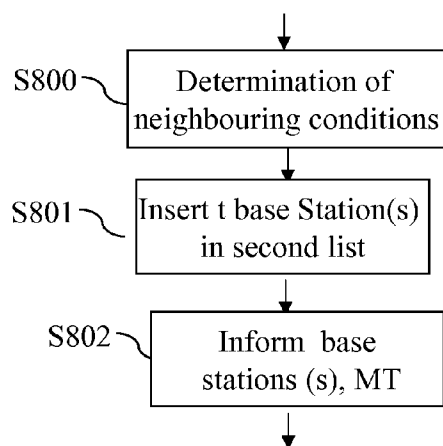 S800
Determination of
neighbouring conditions
S801
Insert t base Station(s)
in second list
S802
Inform base
stations (s), MT